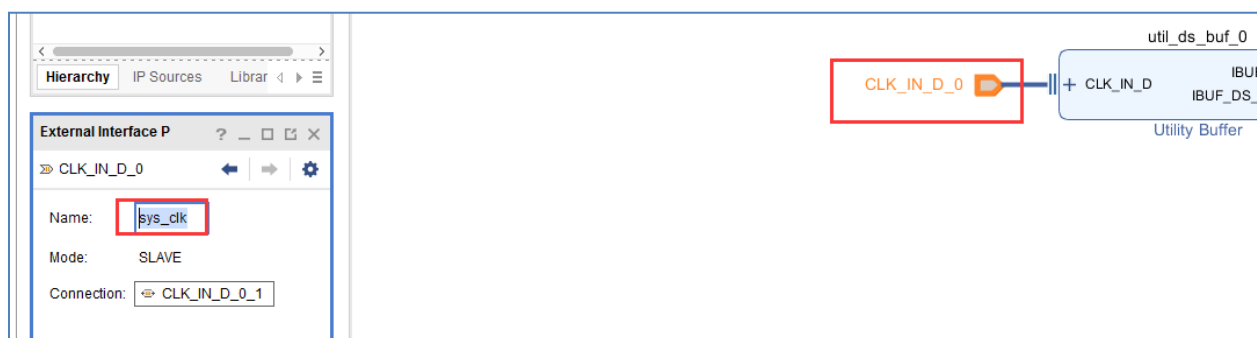 Hierarchy IP Sources Librar
External Interface P ? _
CLK_IN_D_0
Name: sys_clk
Mode: SLAVE
Connection: CLK_IN_D_0_1
util_ds_buf_0
CLK_IN_D_0
+ CLK_IN_D
IBUF_DS_
Utility Buffer